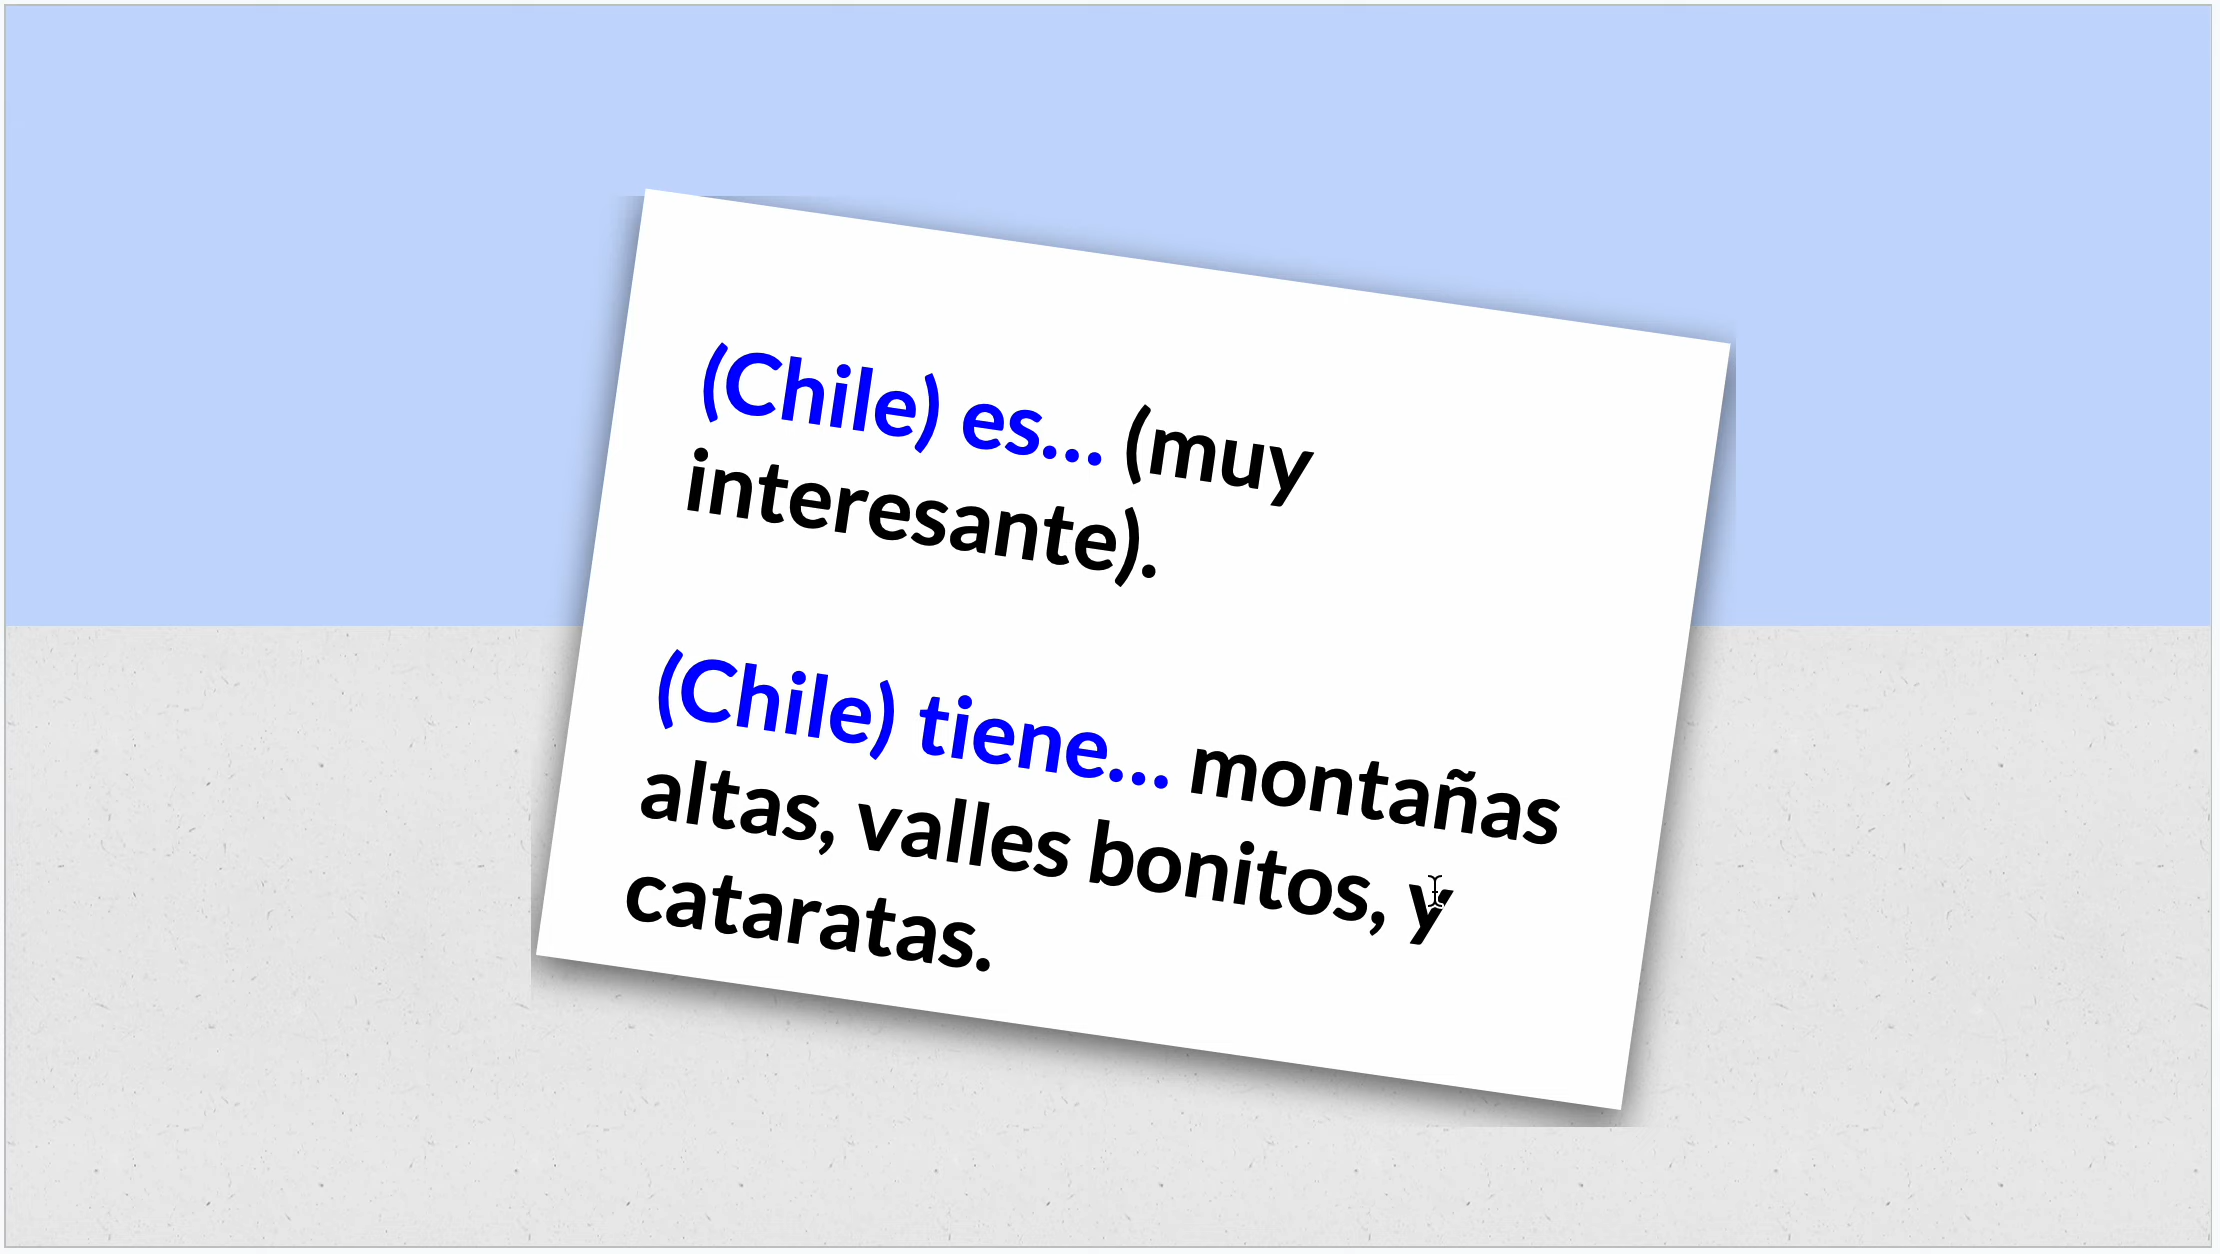 (Chile) es... (muy
interesante).
(Chile) tiene... montañas
altas, valles bonitos, y
cataratas.